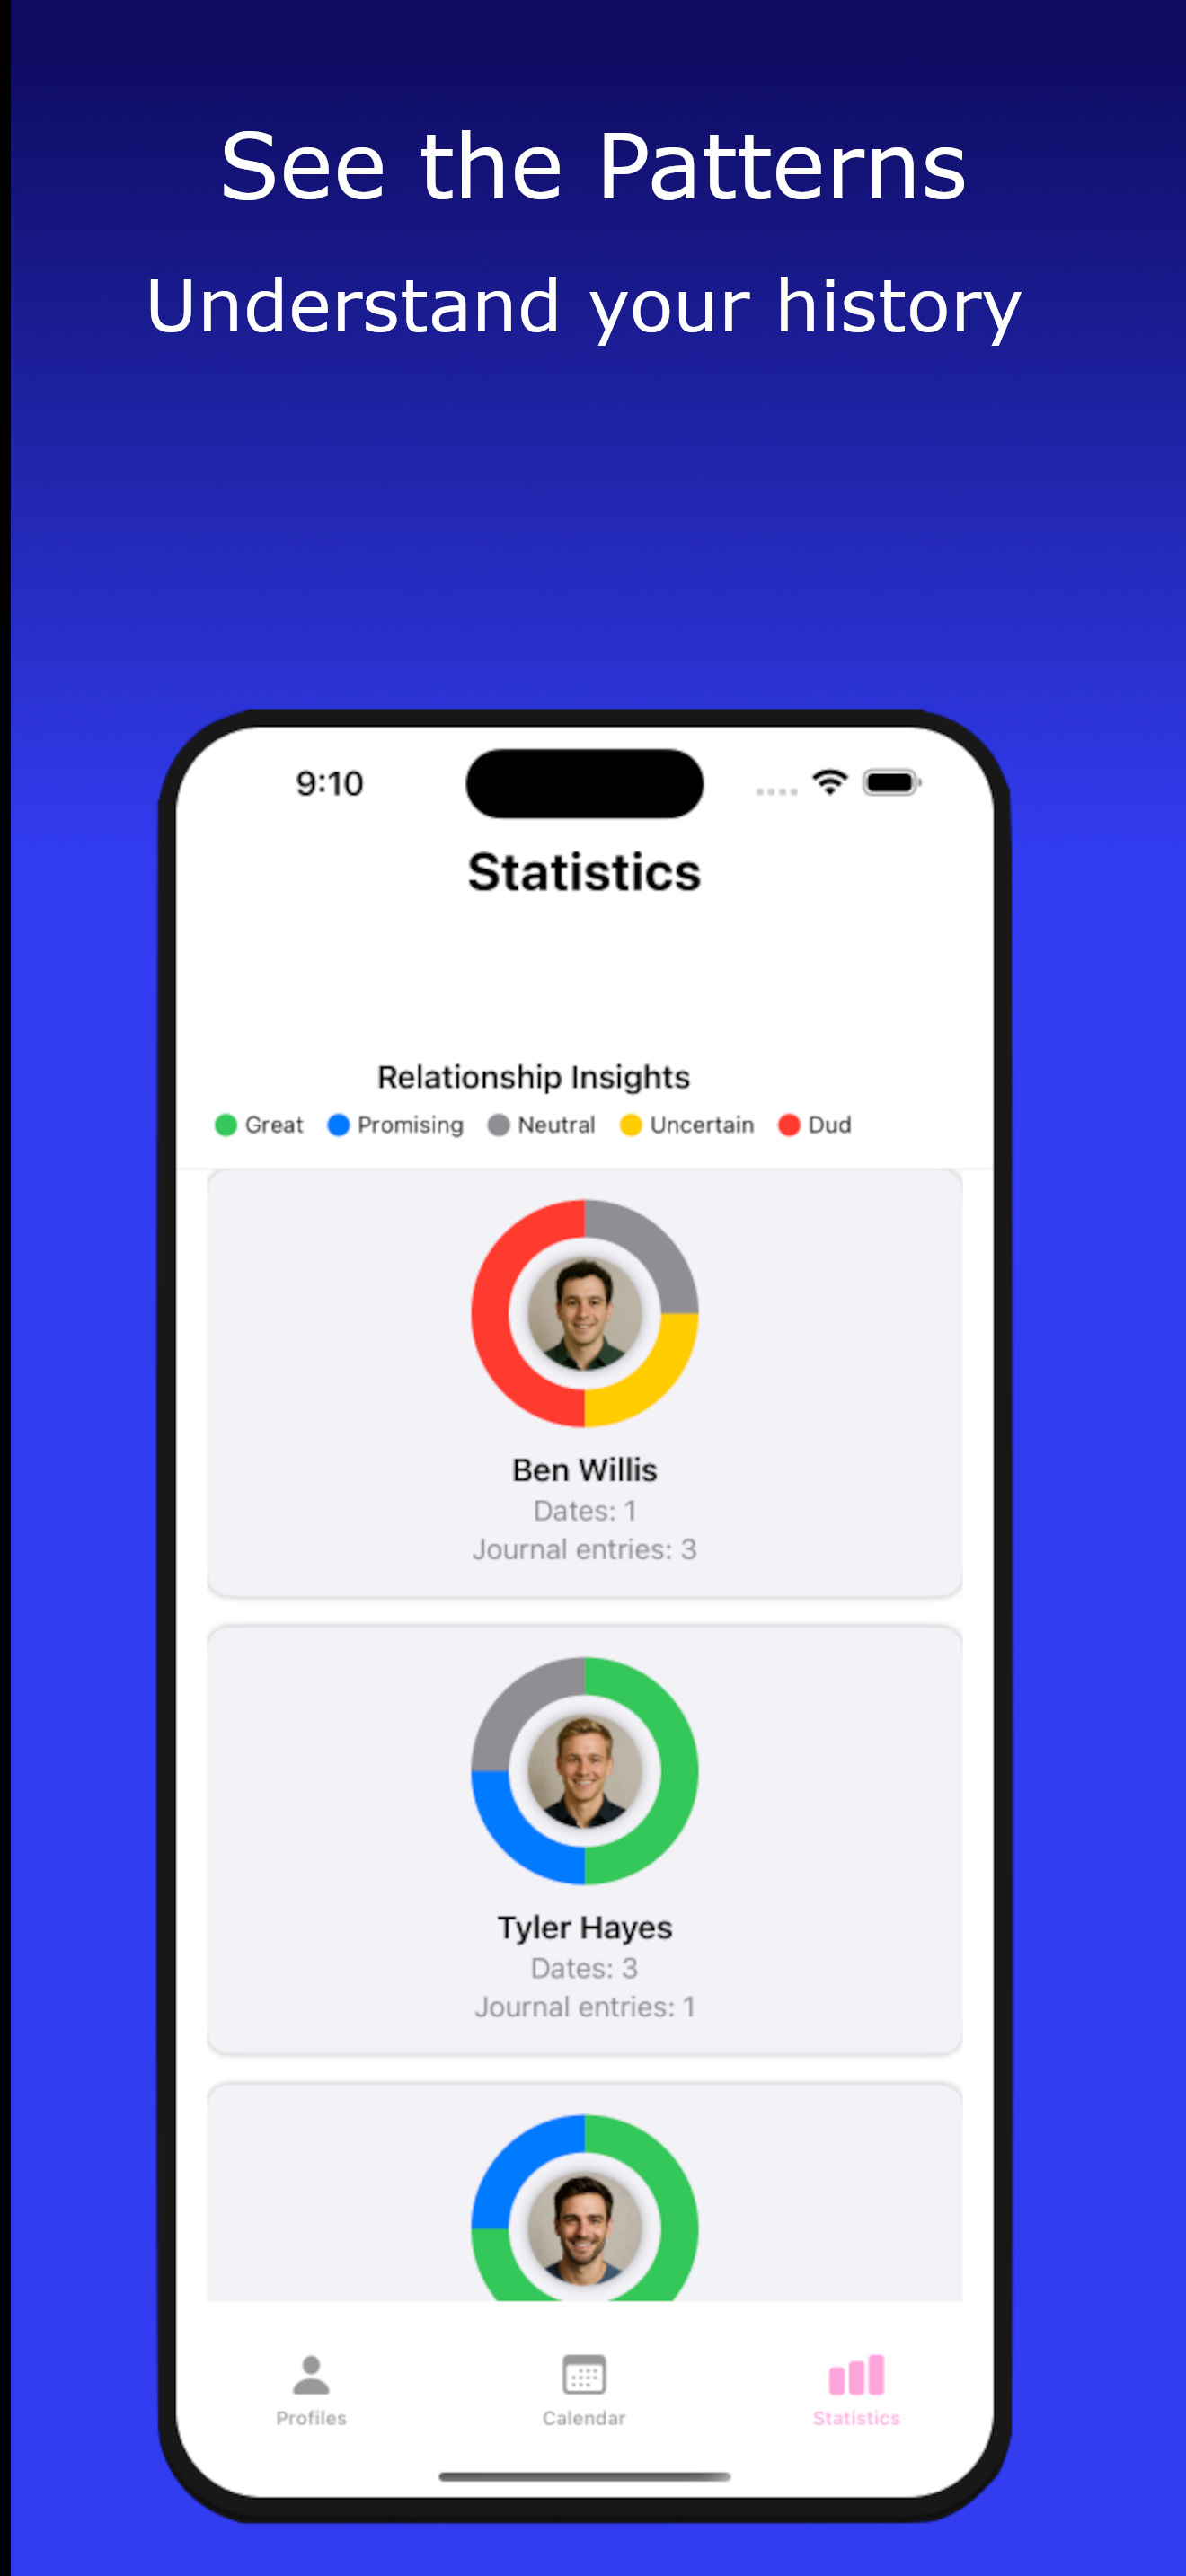 See the Patterns
Understand your history
9:10
Statistics
Relationship Insights
Great Promising Neutral Uncertain Dud
Ben Willis
Dates: 1
Journal entries: 3
Tyler Hayes
Dates: 3
Journal entries: 1
Profiles Calendar Statistics